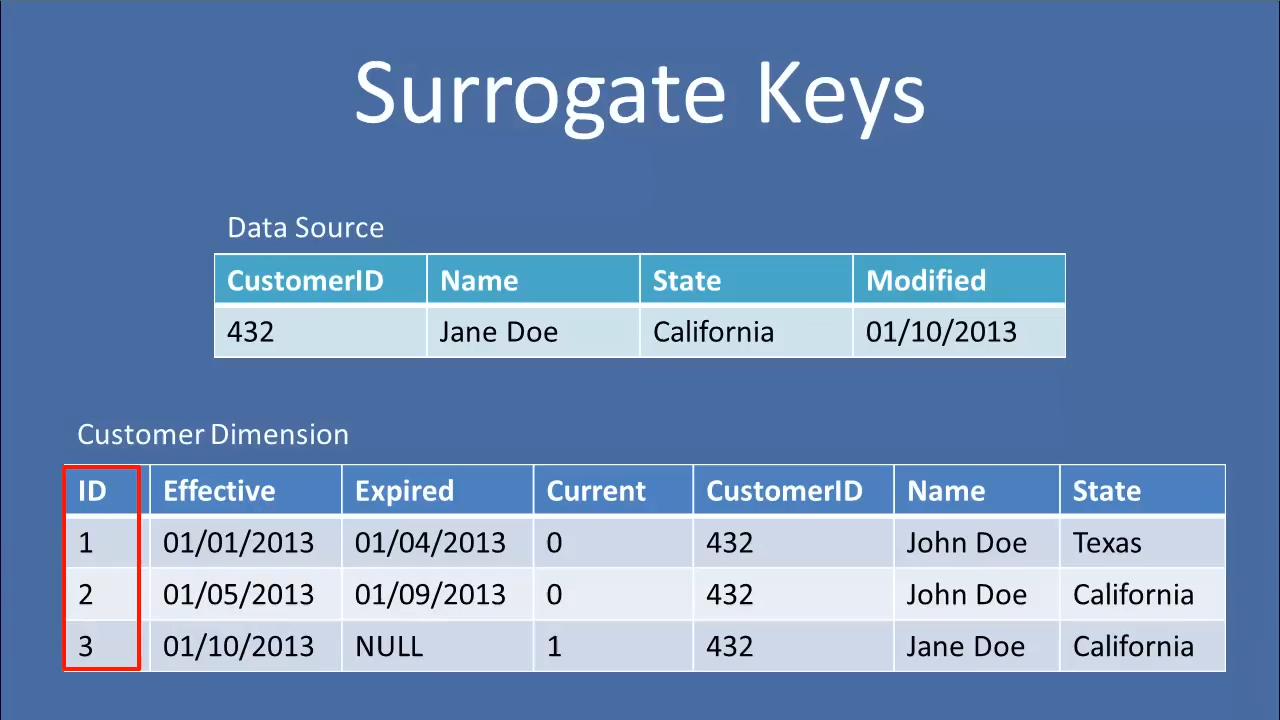 Surrogate Keys
Data Source
CustomerID Name State Modified
432 Jane Doe California 01/10/2013
Customer Dimension
ID Effective Expired Current CustomerID Name State
1 01/01/2013 01/04/2013 0 432 John Doe Texas
2 01/05/2013 01/09/2013 0 432 John Doe California
3 01/10/2013 NULL 1 432 Jane Doe California